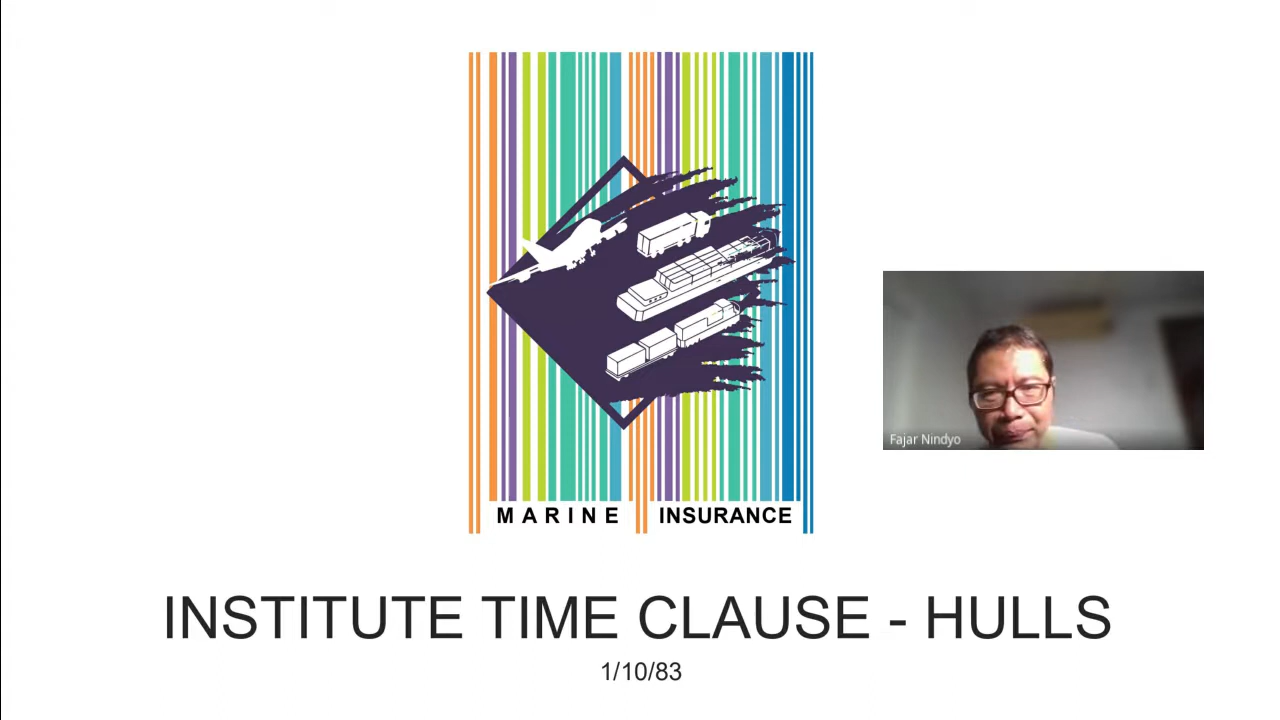 Fajar Nindyo
MARINE INSURANCE
INSTITUTE TIME CLAUSE - HULLS
1/10/83